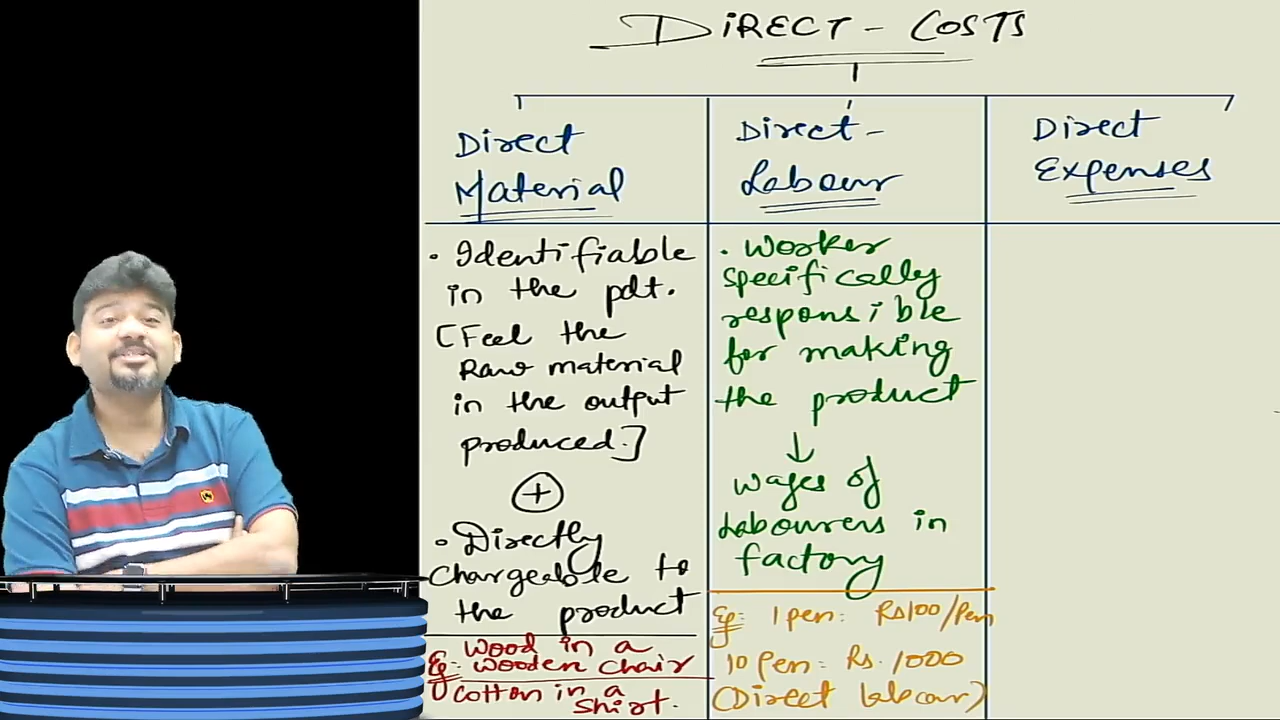 DIRECT - COSTS
Direct
Material
Direct -
Labour
Direct
Expenses
• Identifiable
in the pdt.
[Feel the
Raw material
in the output
produced.]
+
• Directly
Chargeable to
the product
Eg: Wood in a
wooden chair
Cotton in a
Shirt.
• Worker
specifically
responsible
for making
the product
↓
Wages of
Labourers in
factory
Eg: 1 pen: Rs100/Pen
10 Pen: Rs. 1000
(Direct labour)